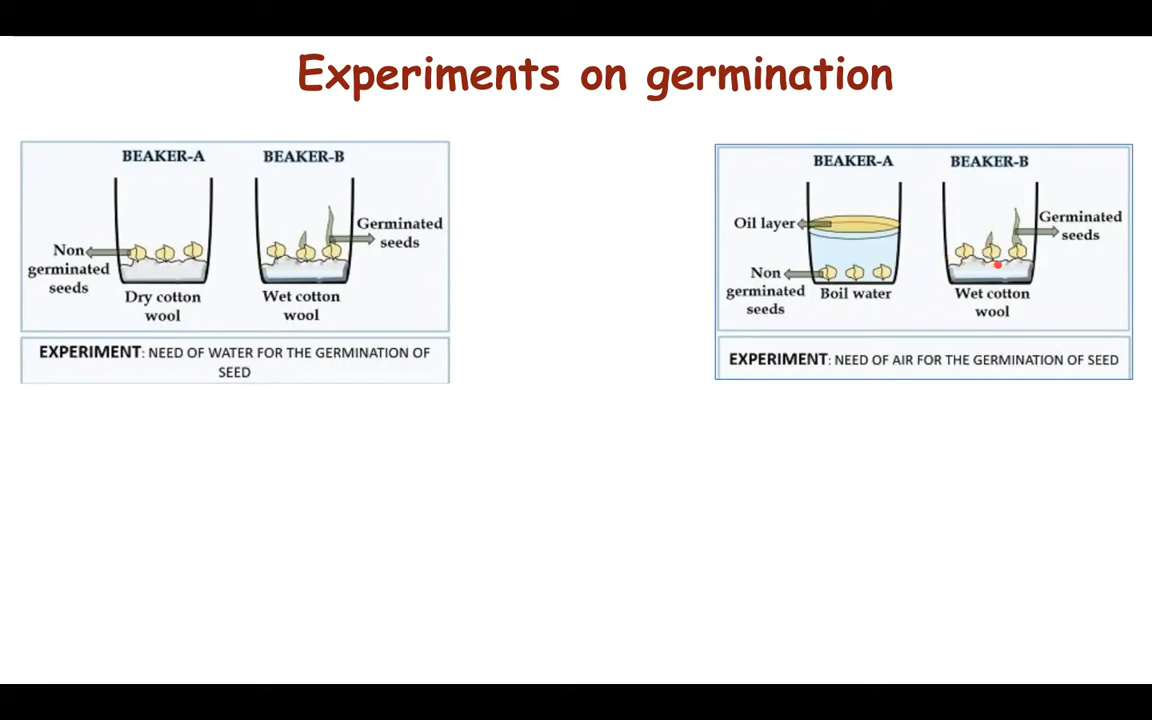 Experiments on germination
BEAKER-A
BEAKER-B
Non
germinated
seeds
Germinated
seeds
Dry cotton
wool
Wet cotton
wool
EXPERIMENT: NEED OF WATER FOR THE GERMINATION OF
SEED
BEAKER-A
BEAKER-B
Oil layer
Germinated
seeds
Non
germinated
seeds
Boil water
Wet cotton
wool
EXPERIMENT: NEED OF AIR FOR THE GERMINATION OF SEED